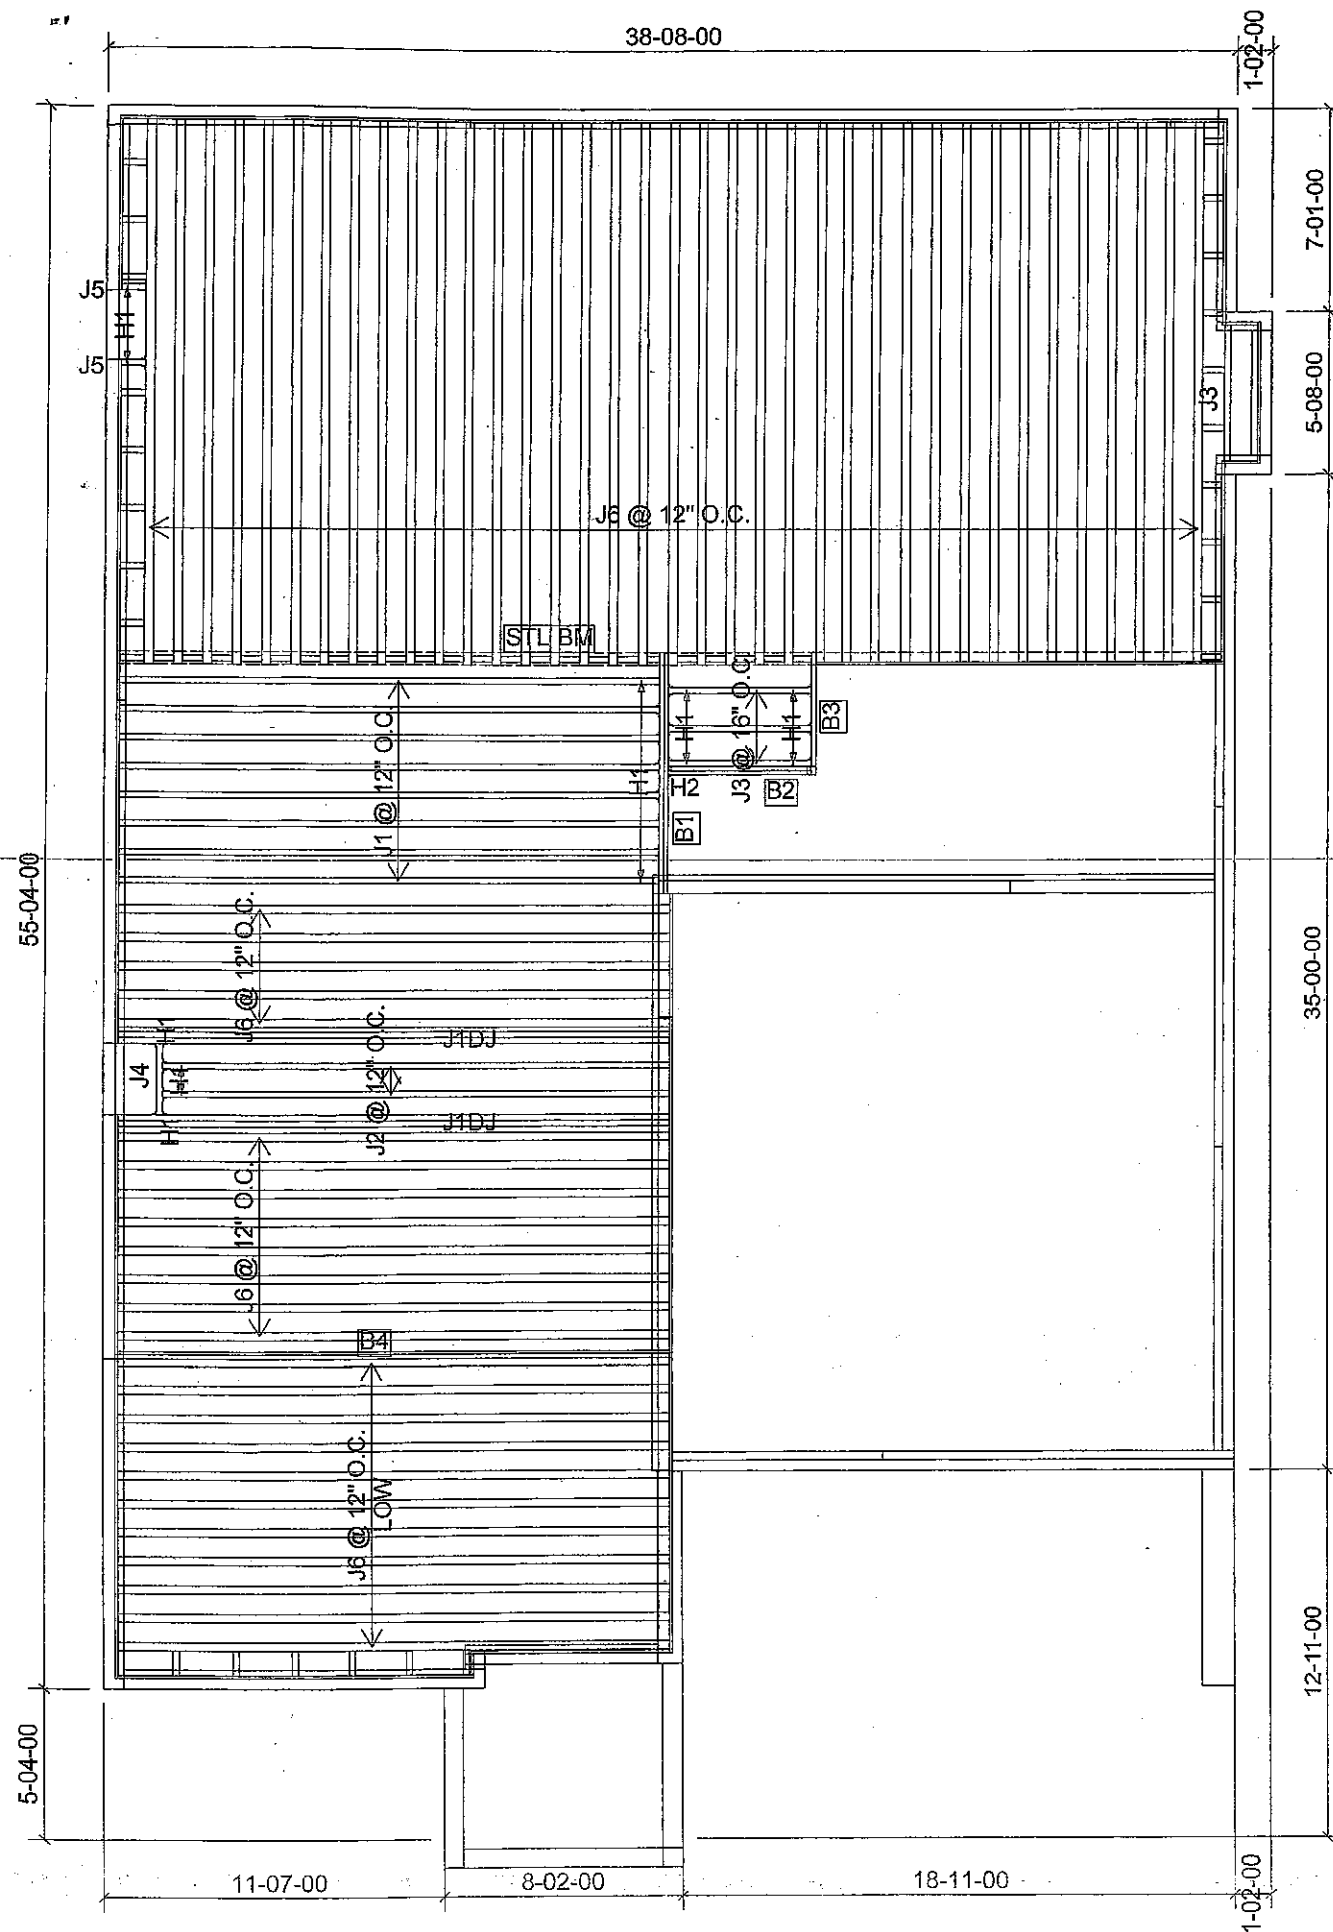 38-08-00
1-02-00
7-01-00
J5
H1
J5
5-08-00
J3
J6 @ 12" O.C.
STL BM
J1 @ 12" O.C.
H1
H1
J3 @ 16" O.C.
H1
B3
H2
B2
B1
55-04-00
J6 @ 12" O.C.
35-00-00
H1
J4
J2 @ 12" O.C.
J1DJ
H1
J1DJ
J6 @ 12" O.C.
B4
J6 @ 12" O.C.
LOW
12-11-00
5-04-00
11-07-00
8-02-00
18-11-00
1-02-00